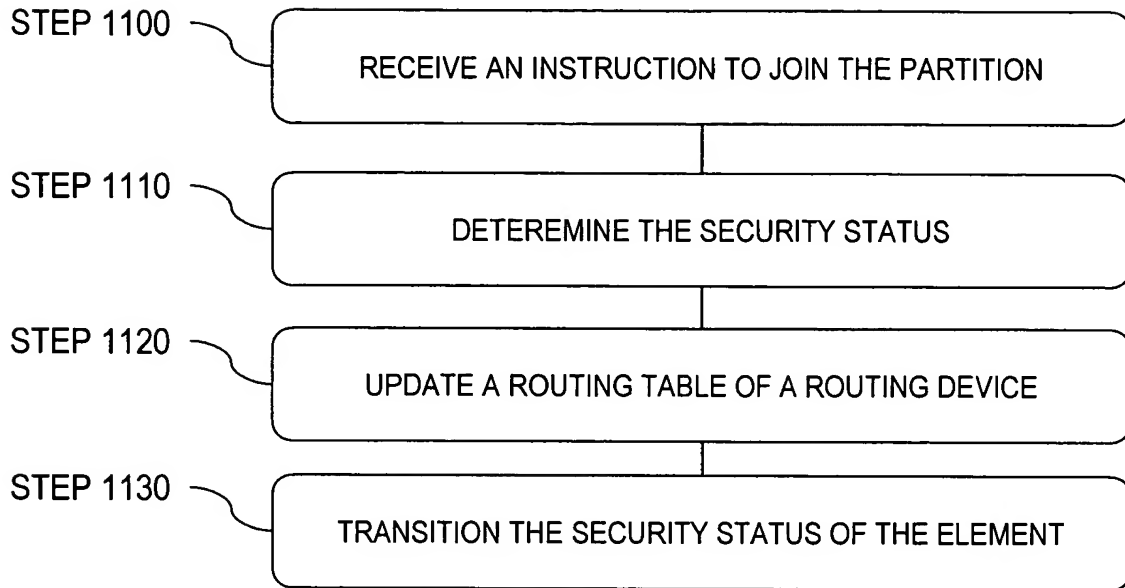 STEP 1100
RECEIVE AN INSTRUCTION TO JOIN THE PARTITION
STEP 1110
DETEREMINE THE SECURITY STATUS
STEP 1120
UPDATE A ROUTING TABLE OF A ROUTING DEVICE
STEP 1130
TRANSITION THE SECURITY STATUS OF THE ELEMENT